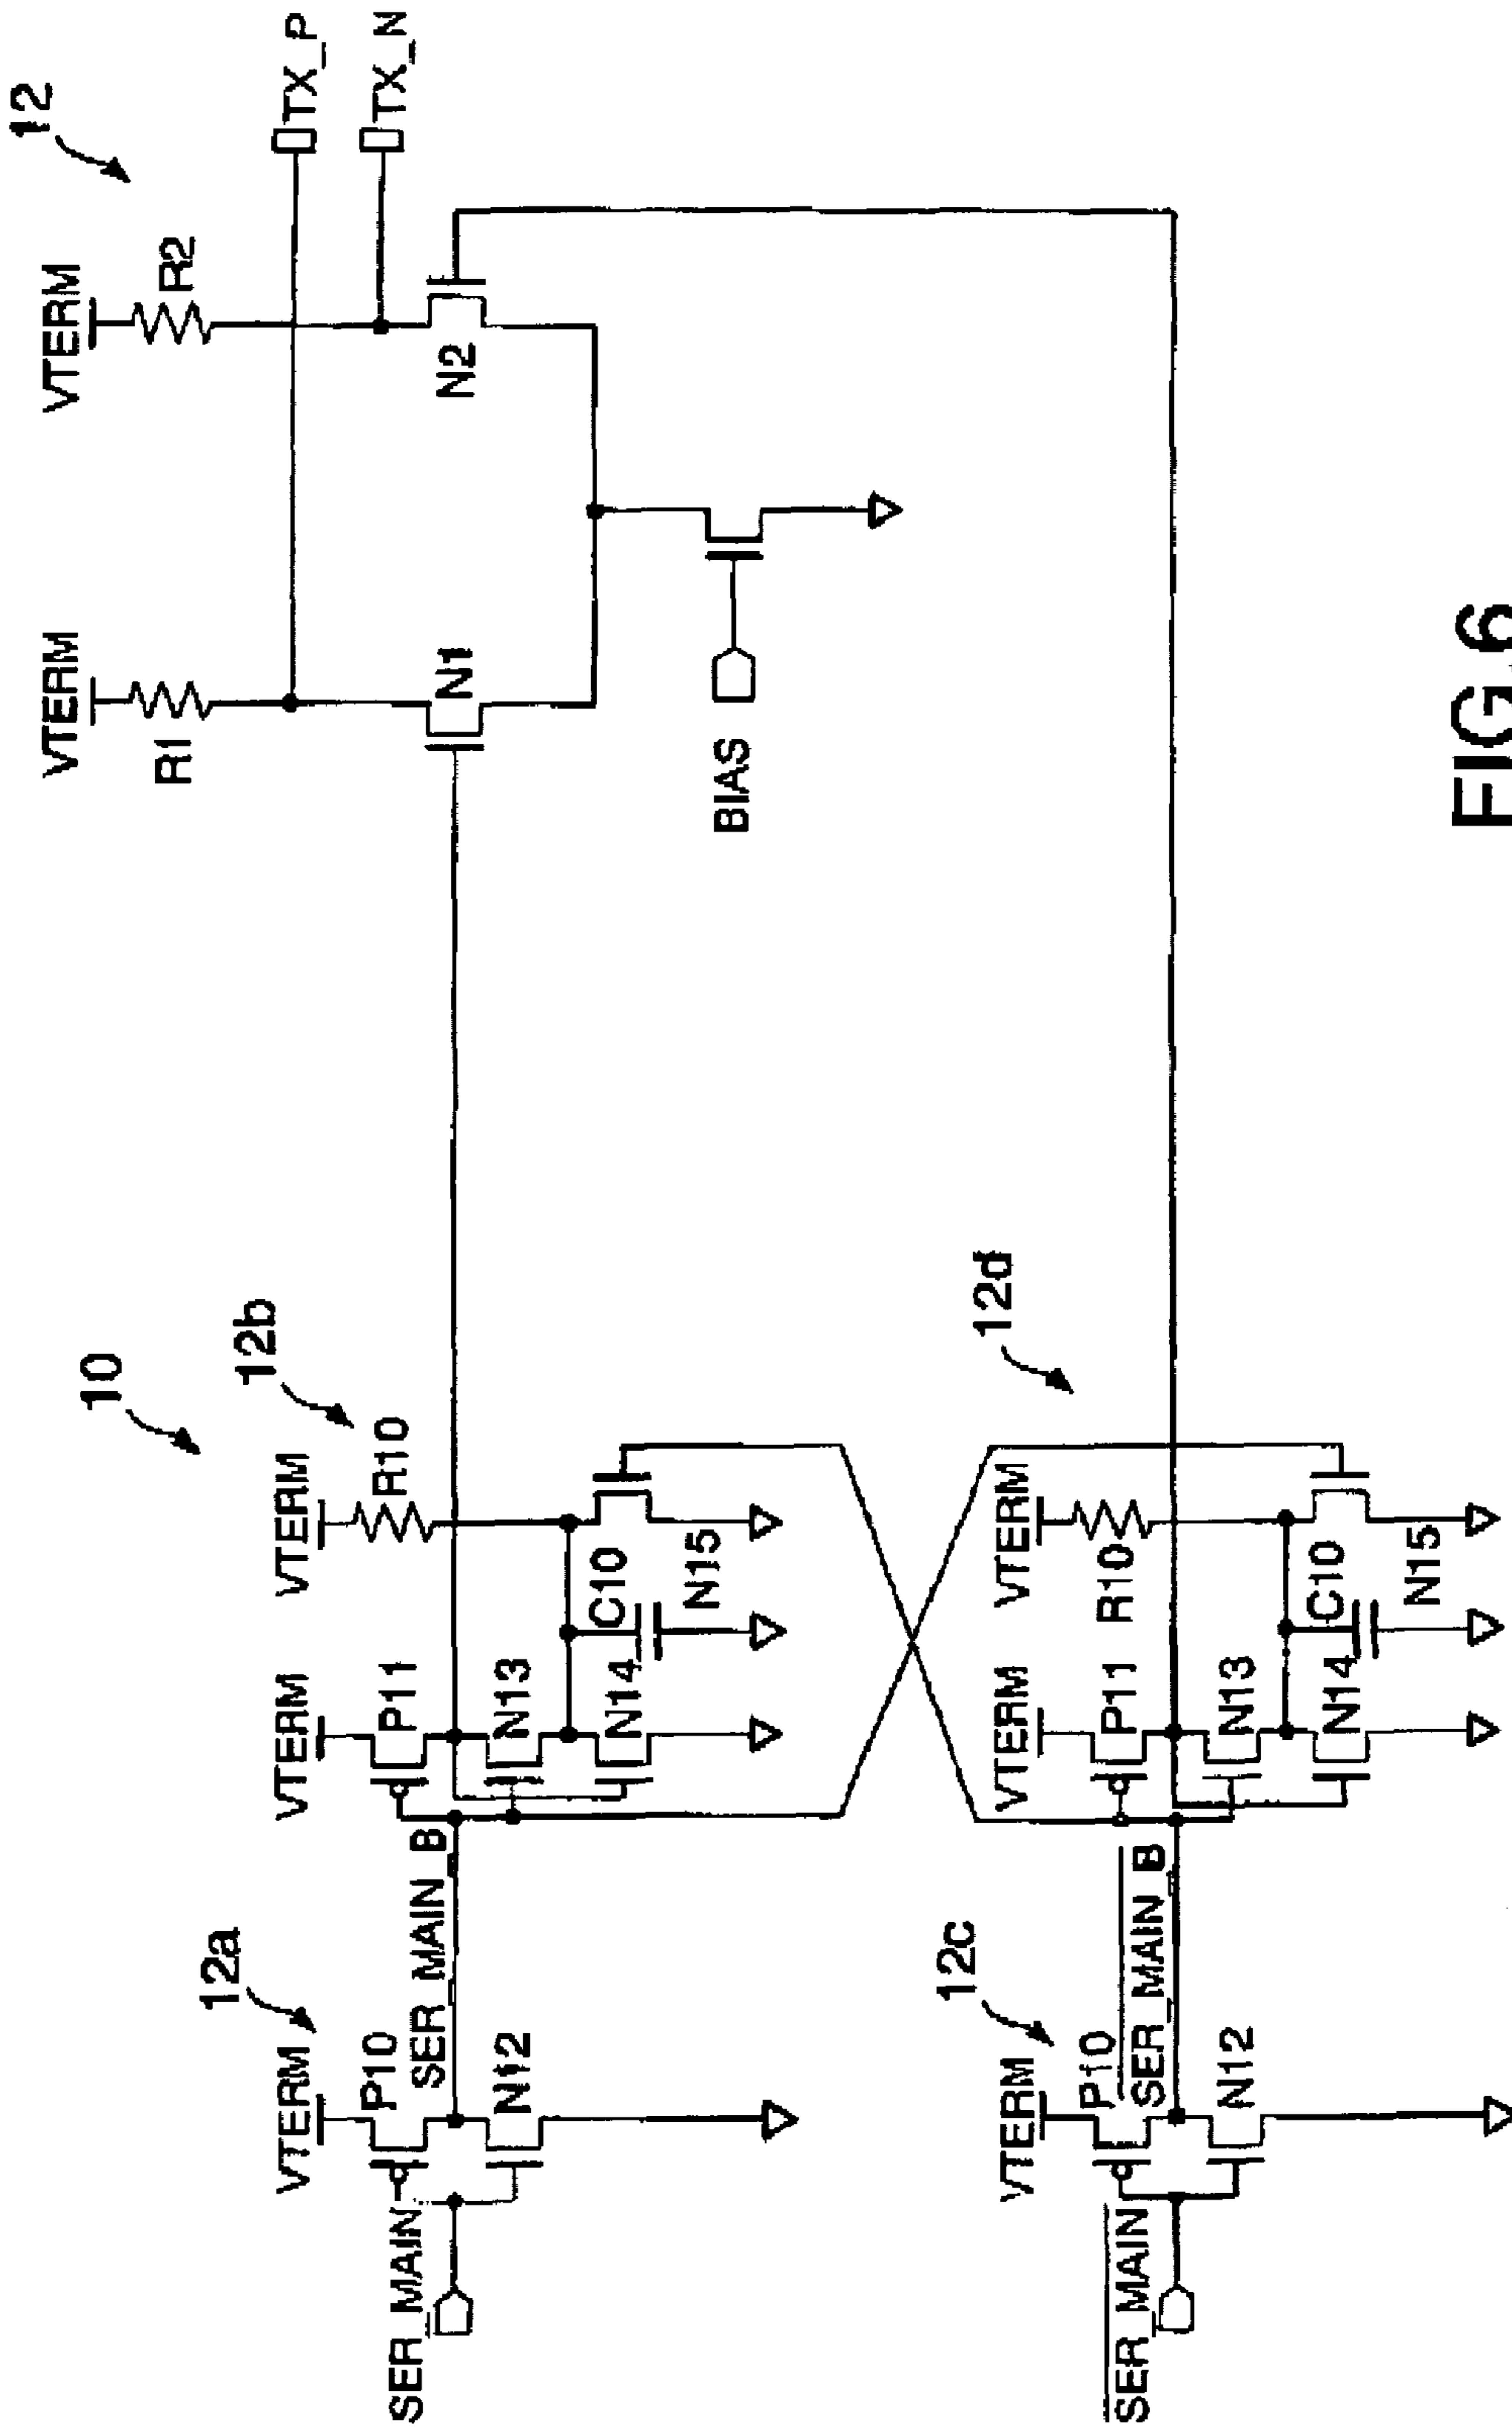 10
12
VTERM
VTERM
R1
R2
TX_P
TX_N
N1
N2
BIAS
12a
12b
VTERM
VTERM
VTERM
P10
P11
R10
SER_MAIN
SER_MAIN_B
N12
N13
N14
C10
N15
12c
12d
VTERM
VTERM
VTERM
P10
P11
R10
SER_MAIN
SER_MAIN_B
N12
N13
N14
C10
N15
FIG.6